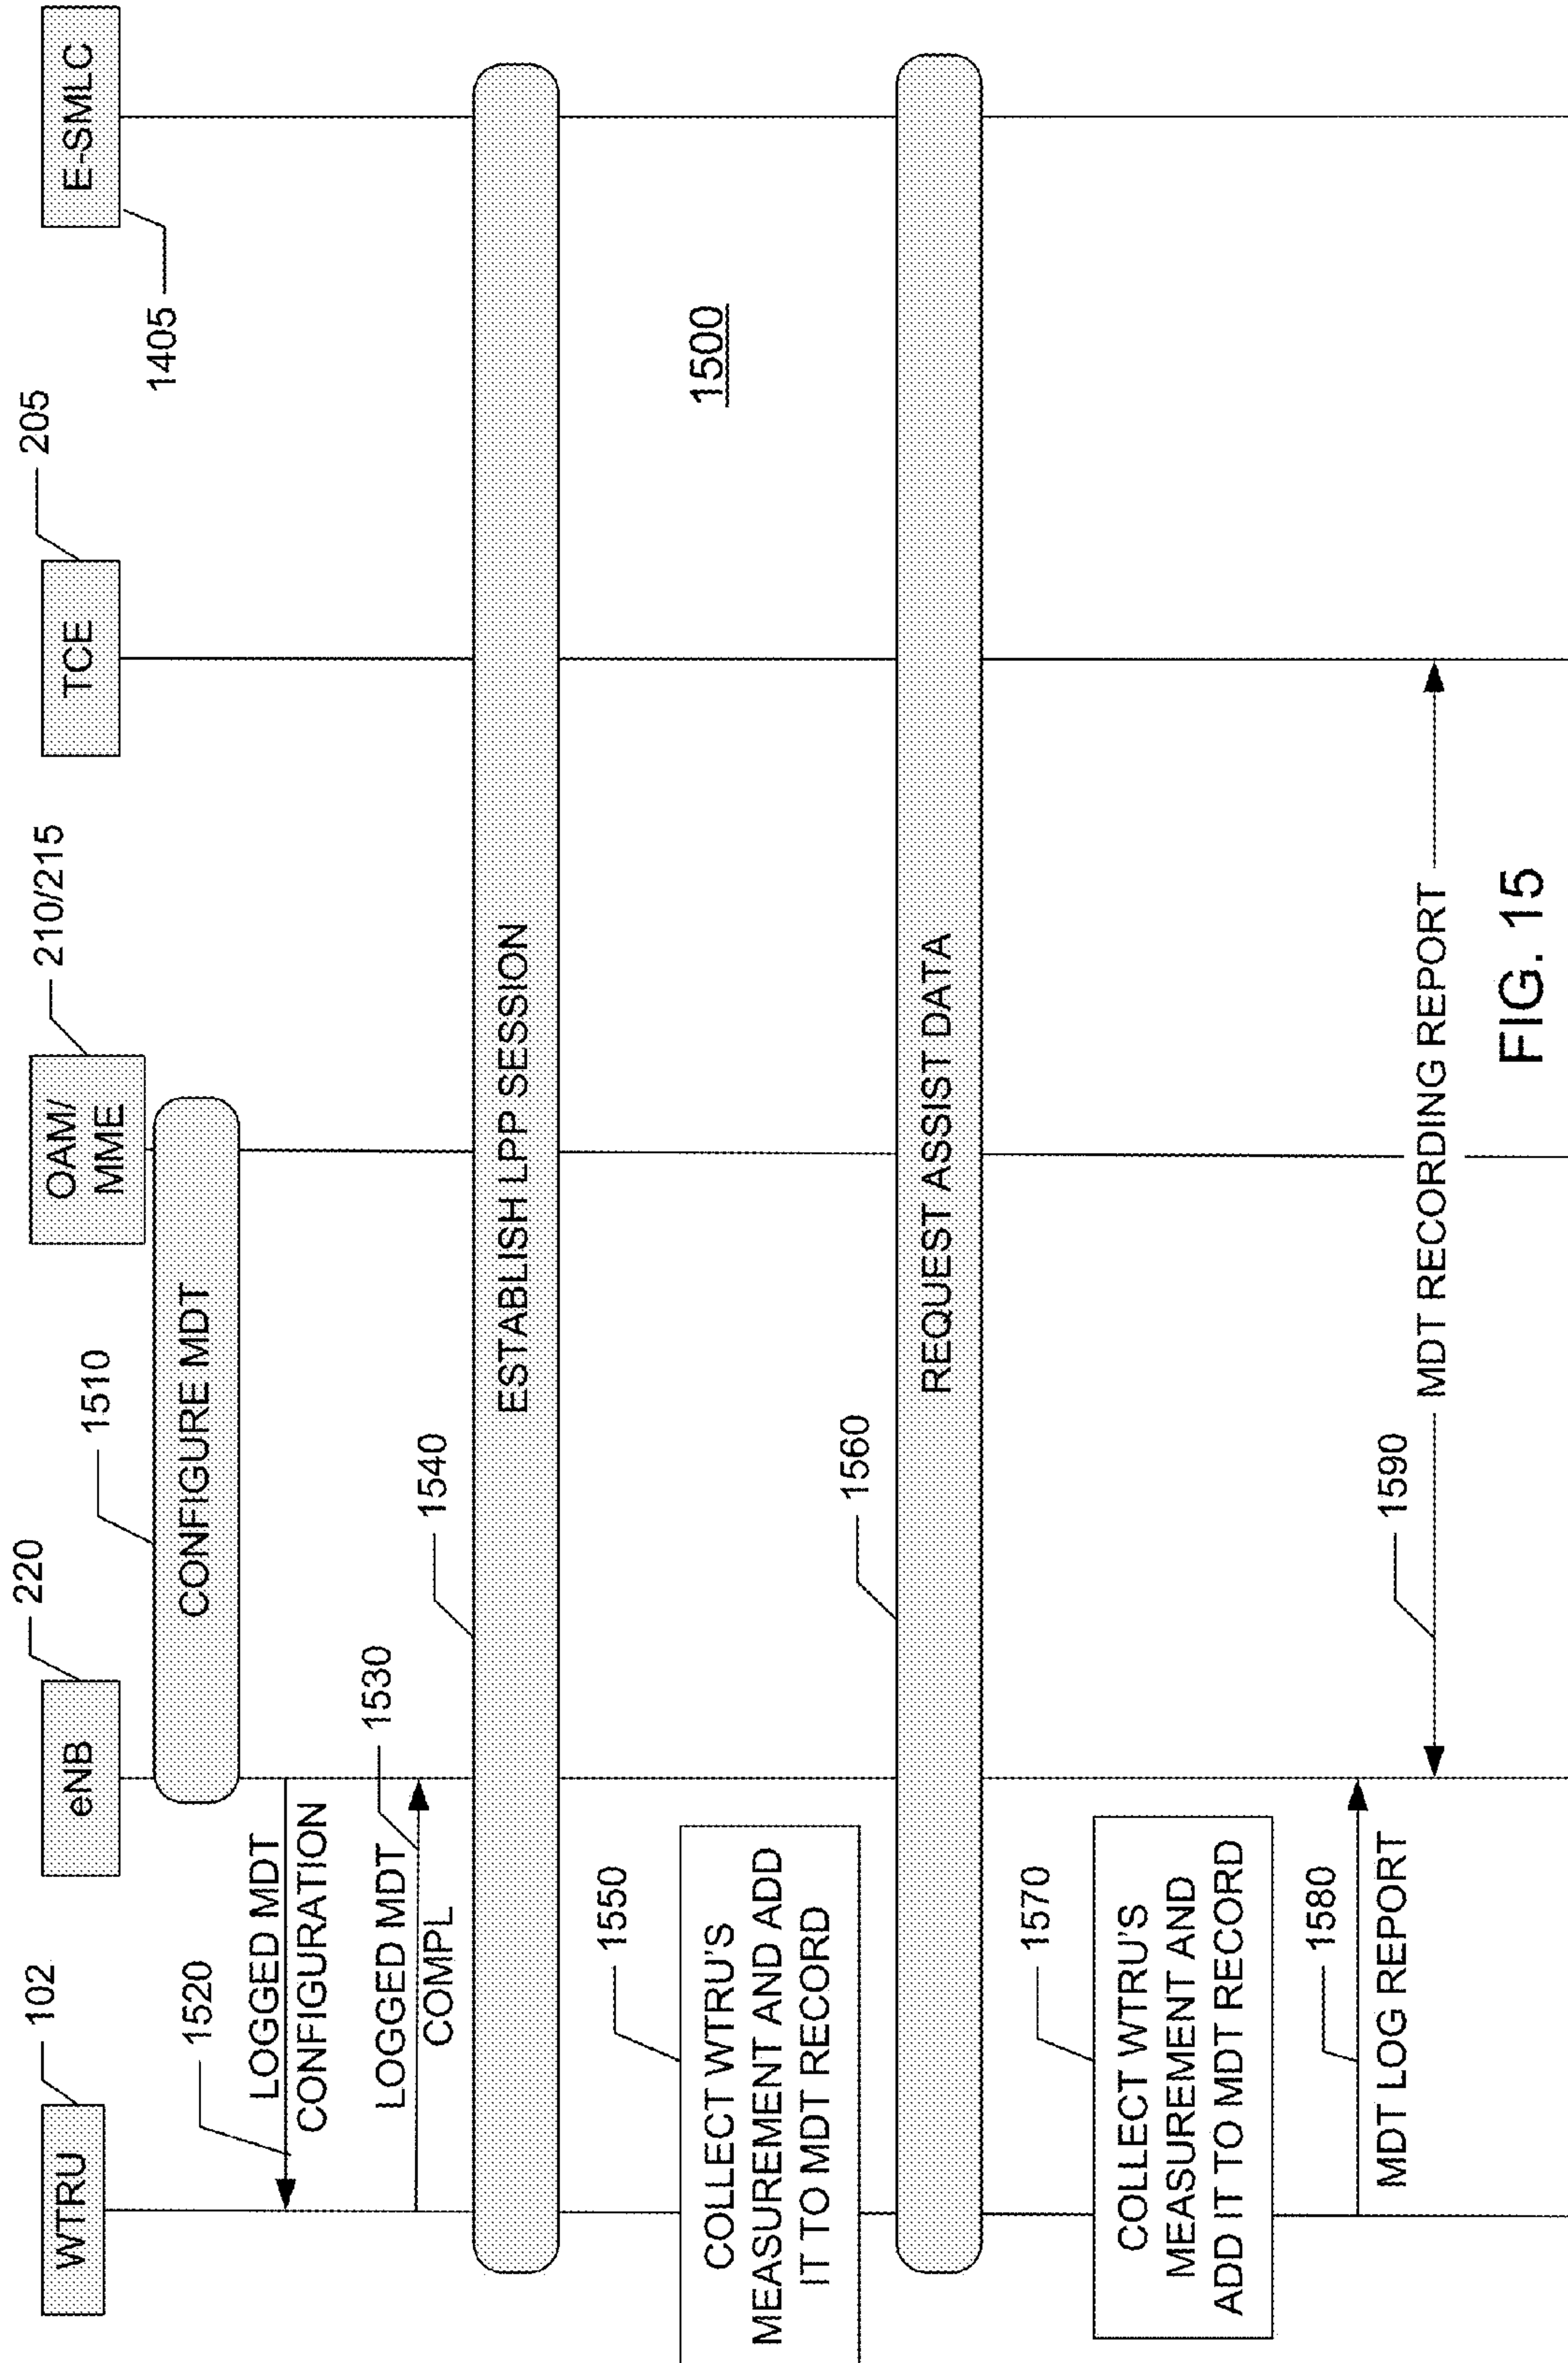 WTRU
102
eNB
220
OAM/
MME
210/215
TCE
205
E-SMLC
1405
CONFIGURE MDT
1510
1520
LOGGED MDT
CONFIGURATION
LOGGED MDT
COMPL
1530
ESTABLISH LPP SESSION
1540
COLLECT WTRU'S
MEASUREMENT AND ADD
IT TO MDT RECORD
1550
1500
REQUEST ASSIST DATA
1560
COLLECT WTRU'S
MEASUREMENT AND
ADD IT TO MDT RECORD
1570
1580
MDT LOG REPORT
1590
MDT RECORDING REPORT
FIG. 15